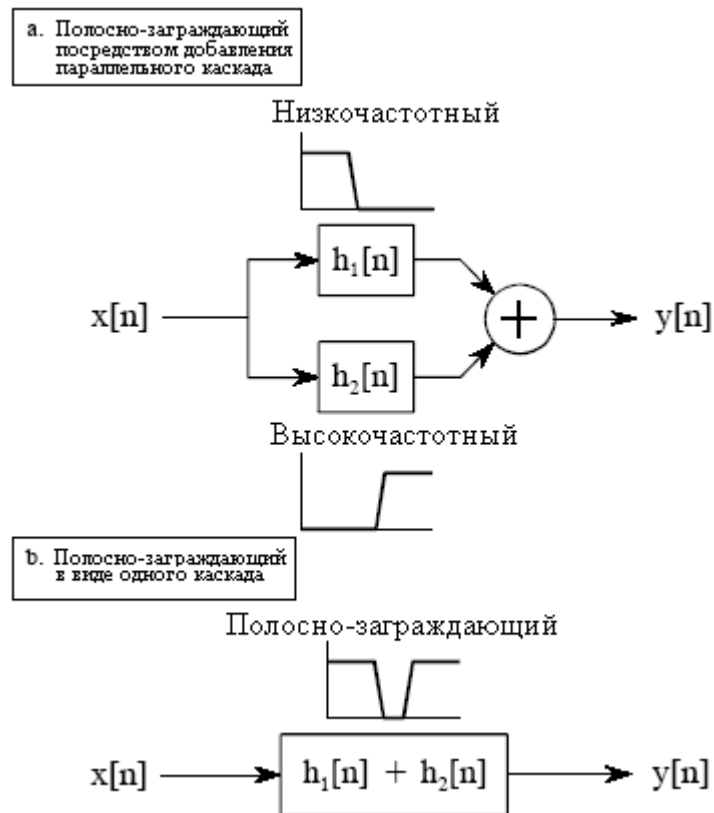 a. Полосно-заграждающий
посредством добавления
параллельного каскада
Низкочастотный
h₁[n]
x[n]
+
y[n]
h₂[n]
Высокочастотный
b. Полосно-заграждающий
в виде одного каскада
Полосно-заграждающий
x[n]
h₁[n] + h₂[n]
y[n]